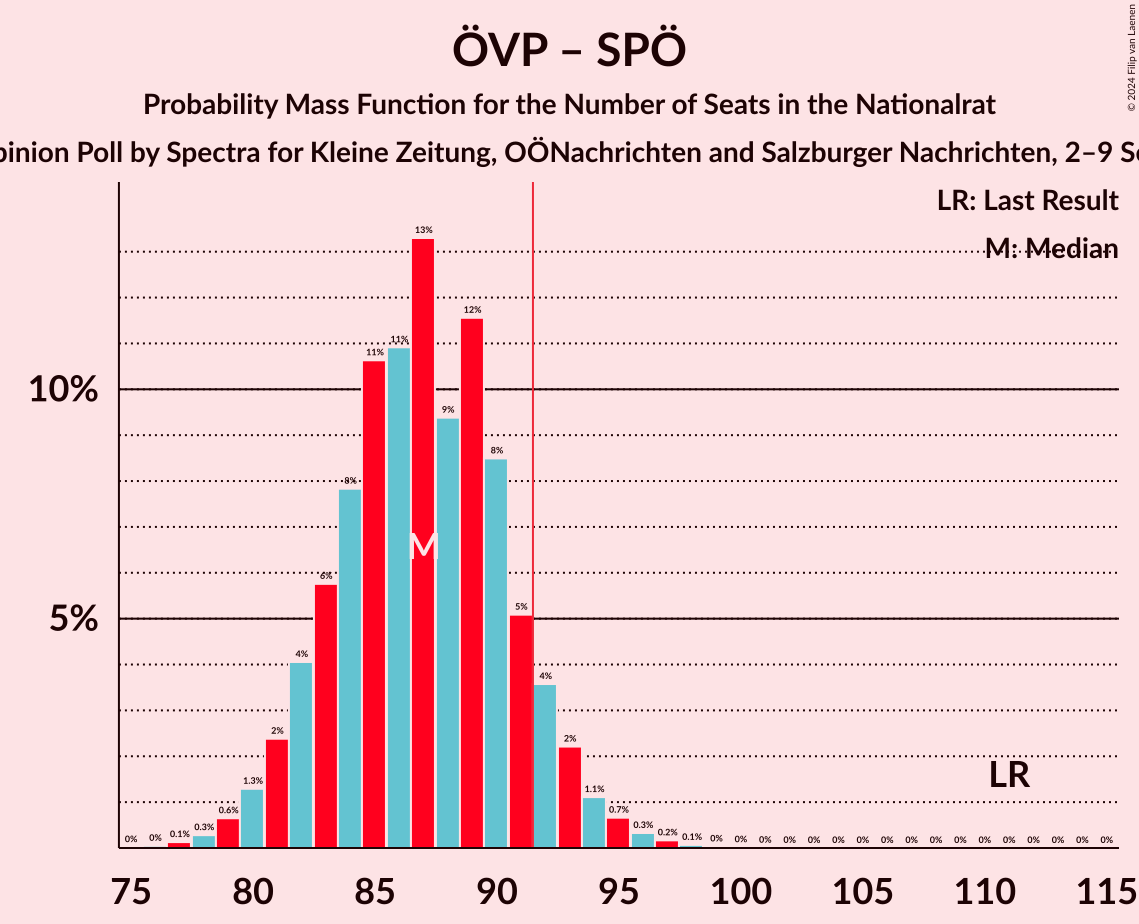 ÖVP – SPÖ
Probability Mass Function for the Number of Seats in the Nationalrat
pinion Poll by Spectra for Kleine Zeitung, OÖNachrichten and Salzburger Nachrichten, 2–9 Se
© 2024 Filip van Laenen
LR: Last Result
M: Median
10%
5%
0% 0% 0.1% 0.3% 0.6% 1.3% 2% 4% 6% 8% 11% 11% 13% 9% 12% 8% 5% 4% 2% 1.1% 0.7% 0.3% 0.2% 0.1% 0% 0% 0% 0% 0% 0% 0% 0% 0% 0% 0% 0% 0% 0% 0% 0% 0%
M
LR
75 80 85 90 95 100 105 110 115